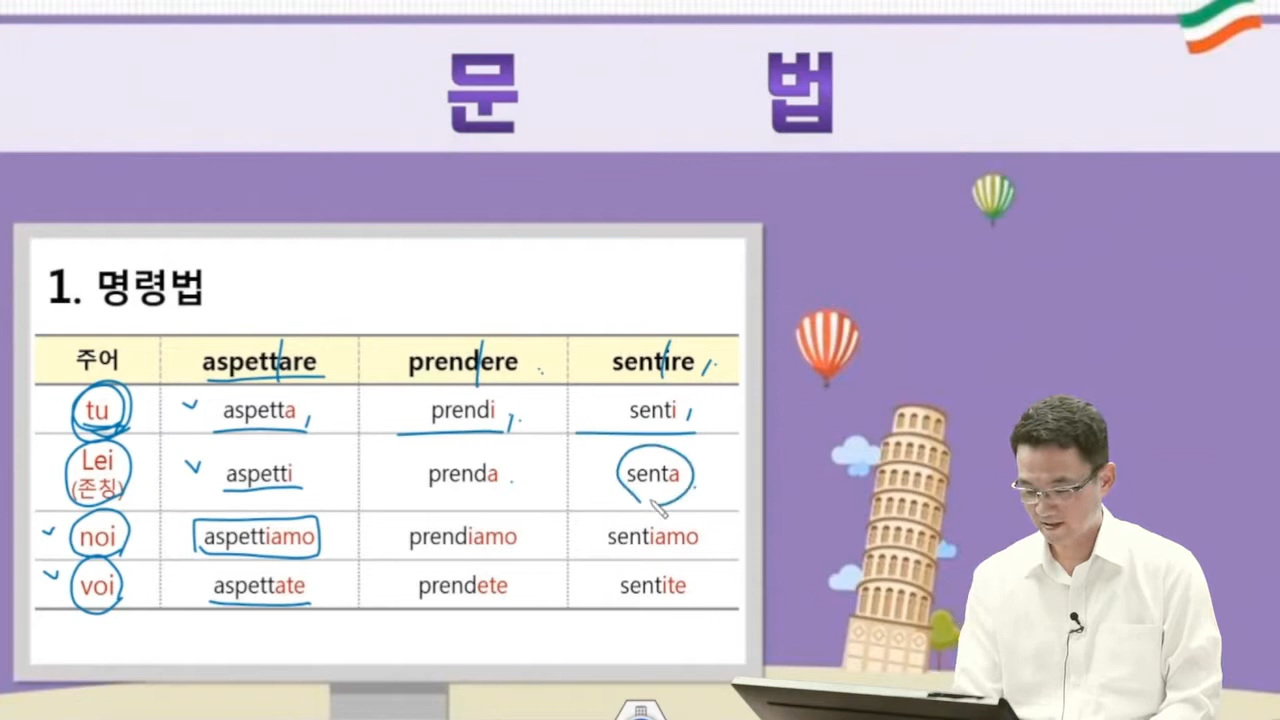 문 법
1. 명령법
주어 aspettare prendere sentire
tu aspetta prendi senti
Lei (존칭) aspetti prenda senta
noi aspettiamo prendiamo sentiamo
voi aspettate prendete sentite